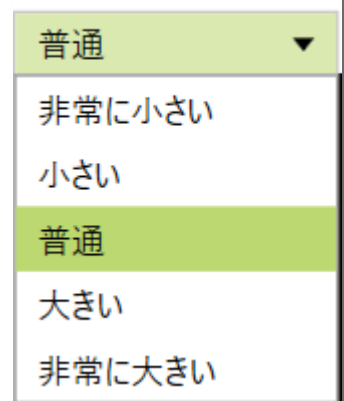 普通
非常に小さい
小さい
普通
大きい
非常に大きい